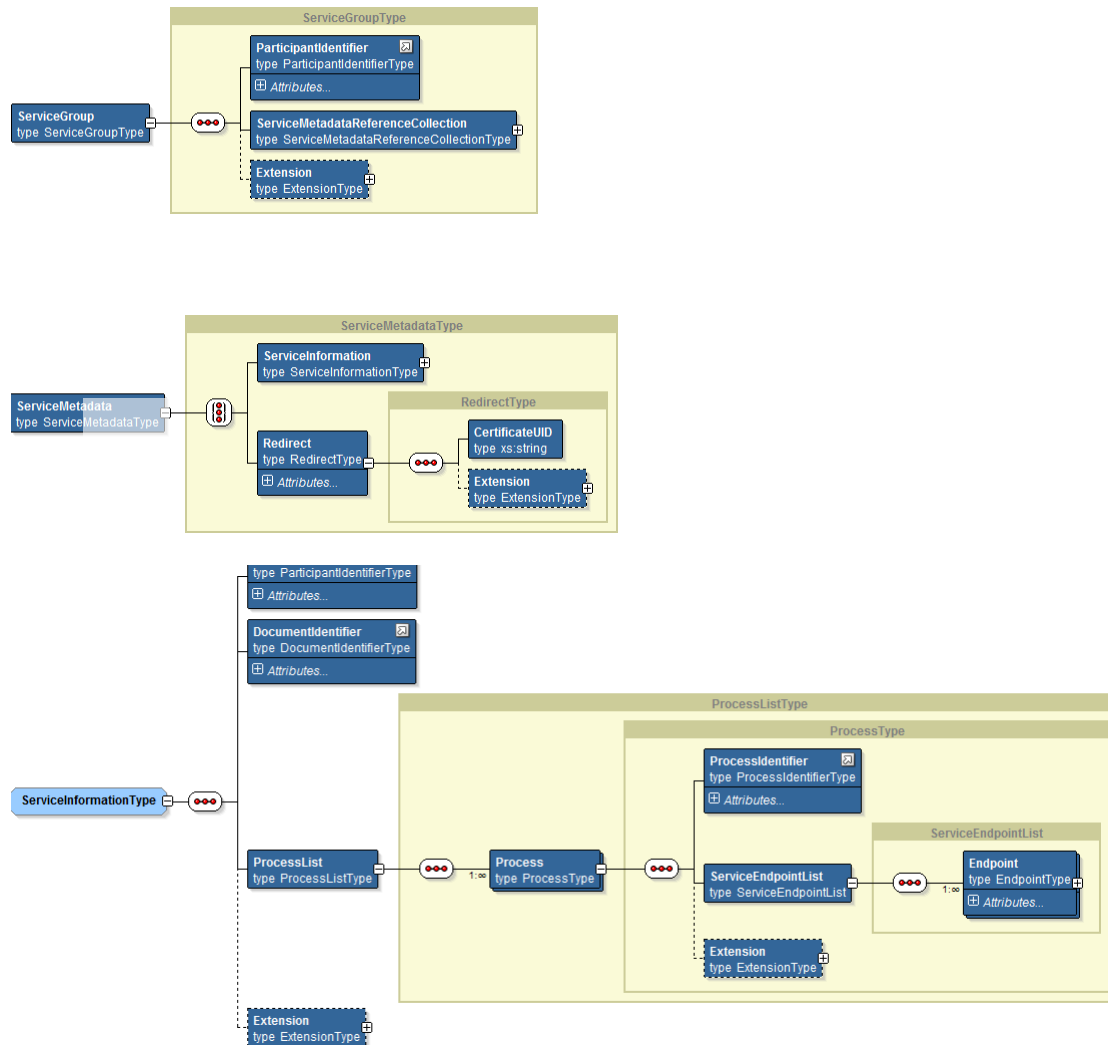 ServiceGroupType
ParticipantIdentifier
type ParticipantIdentifierType
Attributes...
ServiceGroup
type ServiceGroupType
ServiceMetadataReferenceCollection
type ServiceMetadataReferenceCollectionType
Extension
type ExtensionType
ServiceMetadataType
ServiceInformation
type ServiceInformationType
RedirectType
ServiceMetadata
type ServiceMetadataType
CertificateUID
type xs:string
Redirect
type RedirectType
Attributes...
Extension
type ExtensionType
type ParticipantIdentifierType
Attributes...
DocumentIdentifier
type DocumentIdentifierType
Attributes...
ProcessListType
ProcessType
ProcessIdentifier
type ProcessIdentifierType
Attributes...
ServiceInformationType
ServiceEndpointList
ProcessList
type ProcessListType
1:∞
Process
type ProcessType
ServiceEndpointList
type ServiceEndpointList
1:∞
Endpoint
type EndpointType
Attributes...
Extension
type ExtensionType
Extension
type ExtensionType